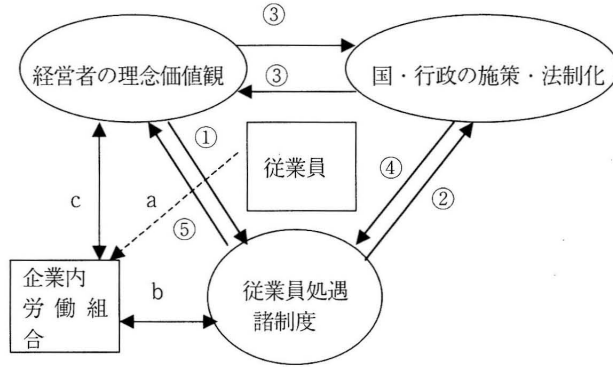 ③
経営者の理念価値観
国・行政の施策・法制化
③
①
従業員
④
②
c
a
⑤
企業内
労働組
合
b
従業員処遇
諸制度